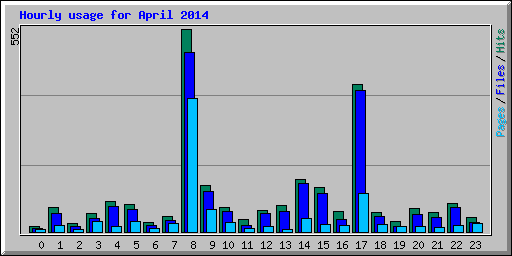 Hourly usage for April 2014
552
Pages / Files / Hits
0 1 2 3 4 5 6 7 8 9 10 11 12 13 14 15 16 17 18 19 20 21 22 23